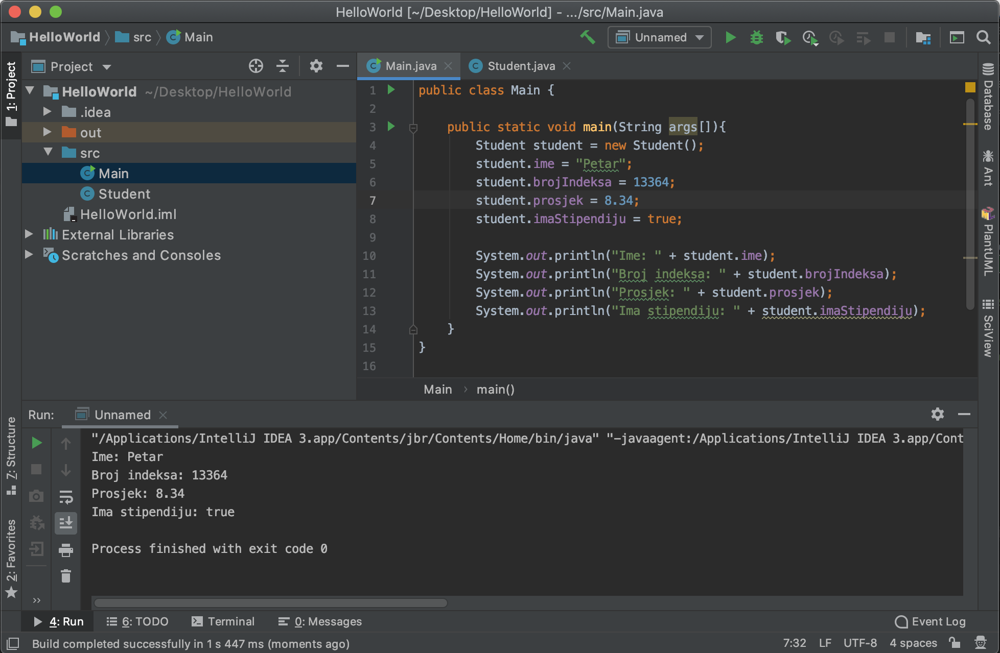 HelloWorld [~/Desktop/HelloWorld] - .../src/Main.java
HelloWorld src Main
Unnamed
1: Project
Project
HelloWorld ~/Desktop/HelloWorld
.idea
out
src
Main
Student
HelloWorld.iml
External Libraries
Scratches and Consoles
Main.java Student.java
1 public class Main {
2
3 public static void main(String args[]){
4 Student student = new Student();
5 student.ime = "Petar";
6 student.brojIndeksa = 13364;
7 student.prosjek = 8.34;
8 student.imaStipendiju = true;
9
10 System.out.println("Ime: " + student.ime);
11 System.out.println("Broj indeksa: " + student.brojIndeksa);
12 System.out.println("Prosjek: " + student.prosjek);
13 System.out.println("Ima stipendiju: " + student.imaStipendiju);
14 }
15 }
16
Main › main()
Database
Ant
PlantUML
SciView
7: Structure
2: Favorites
Run: Unnamed
"/Applications/IntelliJ IDEA 3.app/Contents/jbr/Contents/Home/bin/java" "-javaagent:/Applications/IntelliJ IDEA 3.app/Cont
Ime: Petar
Broj indeksa: 13364
Prosjek: 8.34
Ima stipendiju: true
Process finished with exit code 0
4: Run 6: TODO Terminal 0: Messages Event Log
Build completed successfully in 1 s 447 ms (moments ago) 7:32 LF UTF-8 4 spaces